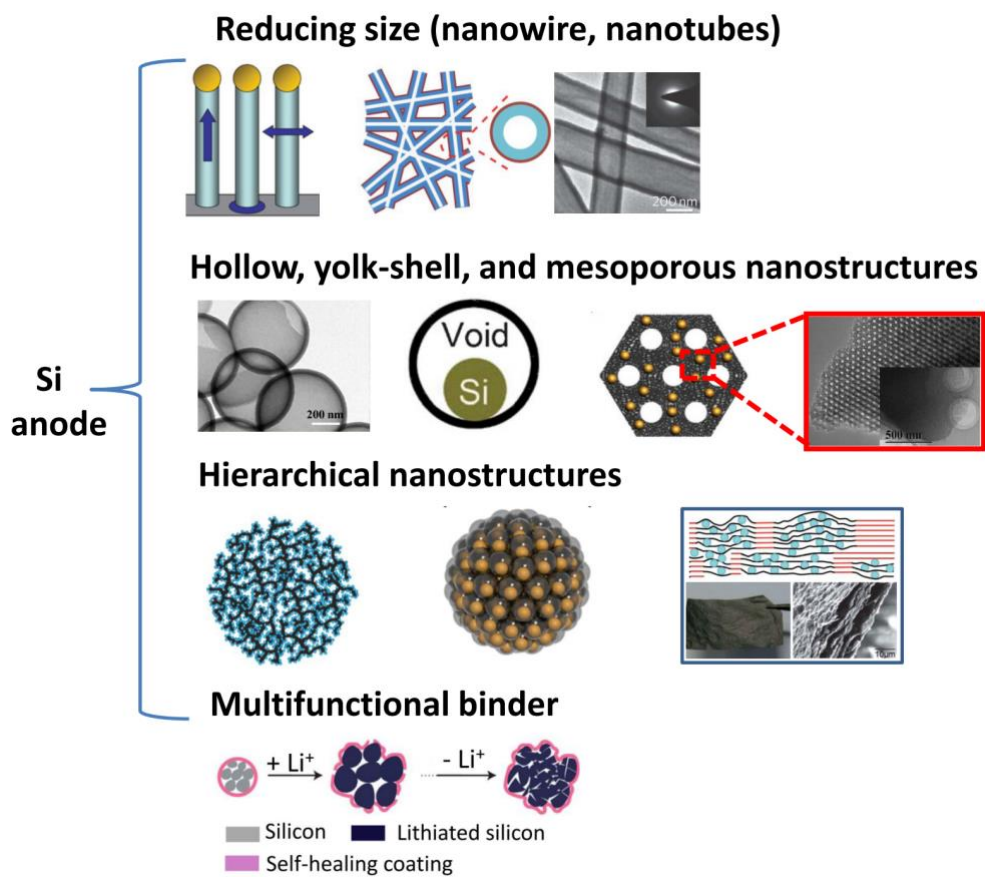 Reducing size (nanowire, nanotubes)
200 nm
Hollow, yolk-shell, and mesoporous nanostructures
200 nm
Void
Si
500 nm
Si
anode
Hierarchical nanostructures
10μm
Multifunctional binder
+ Li⁺
- Li⁺
Silicon
Lithiated silicon
Self-healing coating